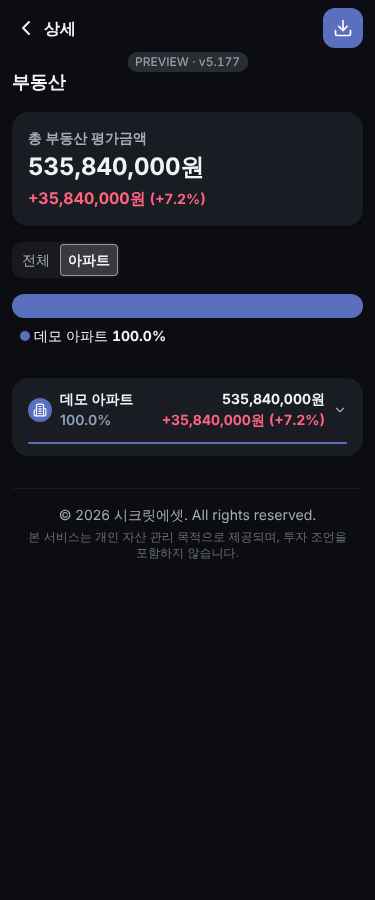 상세
PREVIEW · v5.177
부동산
총 부동산 평가금액
535,840,000원
+35,840,000원 (+7.2%)
전체 아파트
데모 아파트 100.0%
데모 아파트 535,840,000원
100.0% +35,840,000원 (+7.2%)
© 2026 시크릿에셋. All rights reserved.
본 서비스는 개인 자산 관리 목적으로 제공되며, 투자 조언을
포함하지 않습니다.